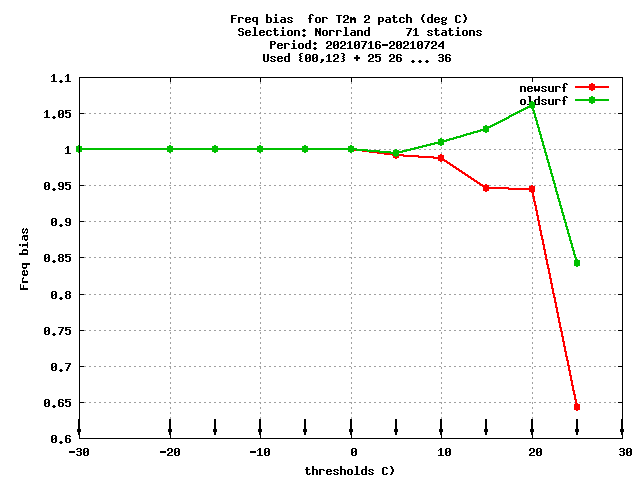 Freq bias  for T2m 2 patch (deg C)
Selection: Norrland     71 stations
Period: 20210716-20210724
Used {00,12} + 25 26 ... 36
newsurf
oldsurf
1.1
1.05
1
0.95
0.9
0.85
0.8
0.75
0.7
0.65
0.6
Freq bias
-30
-20
-10
0
10
20
30
thresholds C)